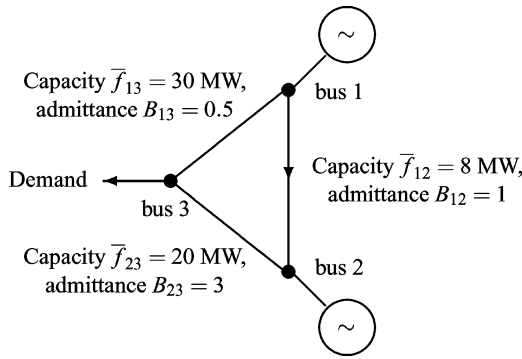 ~
Capacity f̅₁₃ = 30 MW,
admittance B₁₃ = 0.5
bus 1
Capacity f̅₁₂ = 8 MW,
admittance B₁₂ = 1
Demand
bus 3
Capacity f̅₂₃ = 20 MW,
admittance B₂₃ = 3
bus 2
~